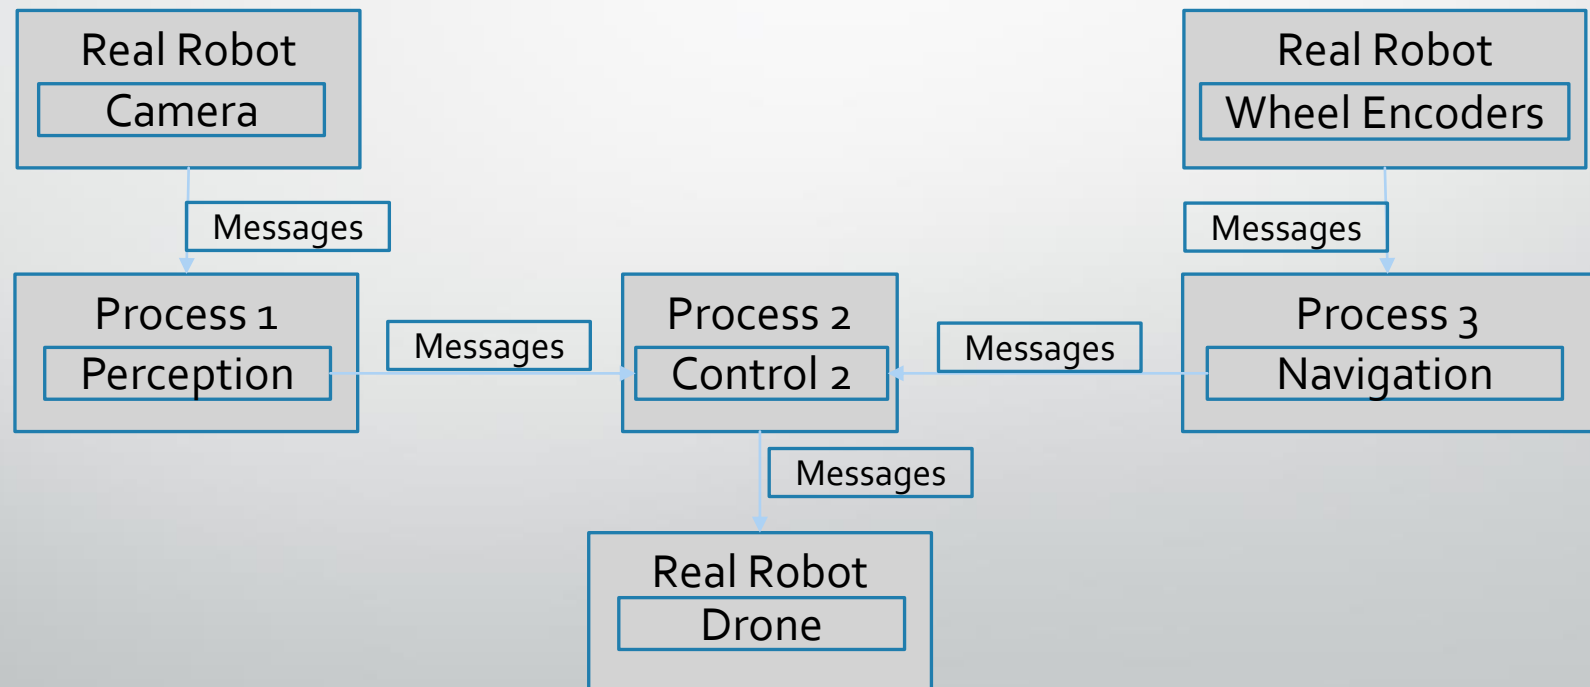 Real Robot
Camera
Real Robot
Wheel Encoders
Messages
Messages
Process 1
Perception
Messages
Process 2
Control 2
Messages
Process 3
Navigation
Messages
Real Robot
Drone